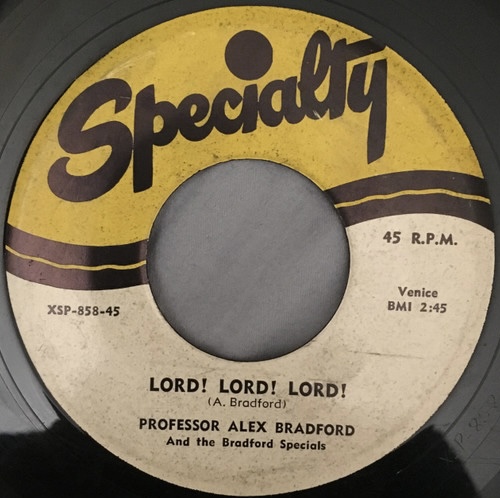 Specialty
45 R.P.M.
XSP-858-45
Venice
BMI 2:45
LORD! LORD! LORD!
(A. Bradford)
PROFESSOR ALEX BRADFORD
And the Bradford Specials